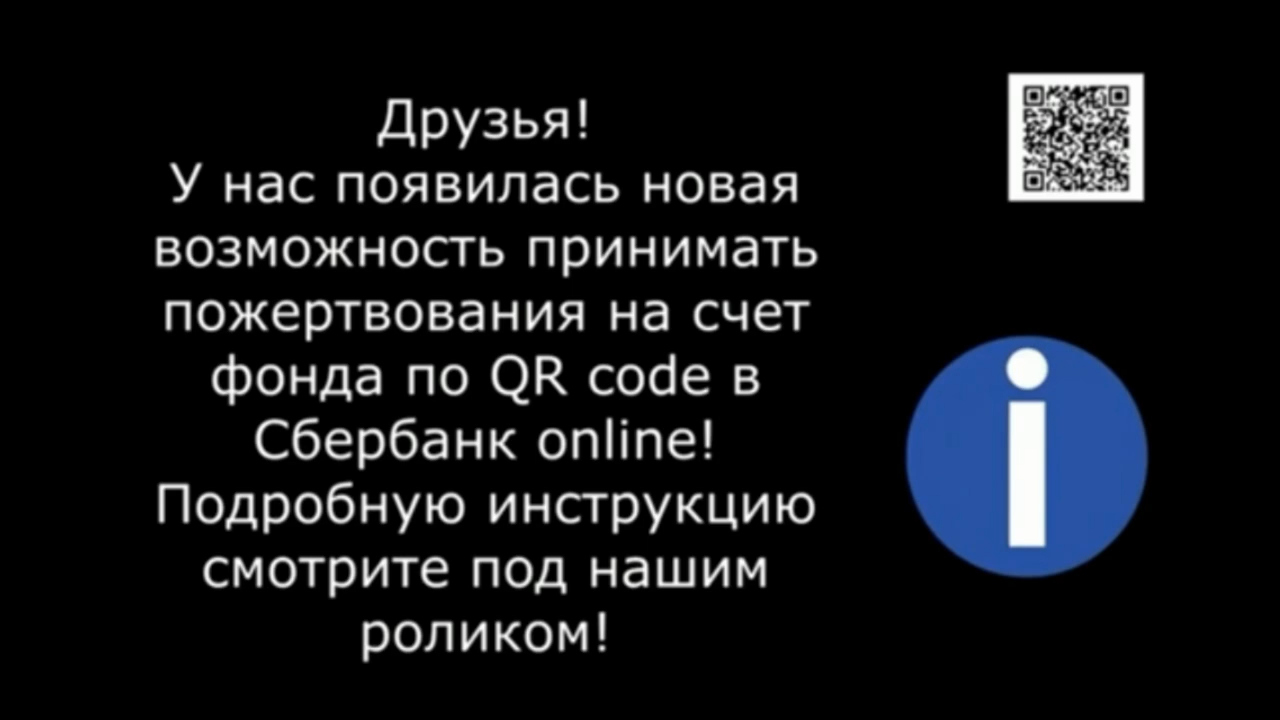 Друзья!
У нас появилась новая
возможность принимать
пожертвования на счет
фонда по QR code в
Сбербанк online!
Подробную инструкцию
смотрите под нашим
роликом!
i